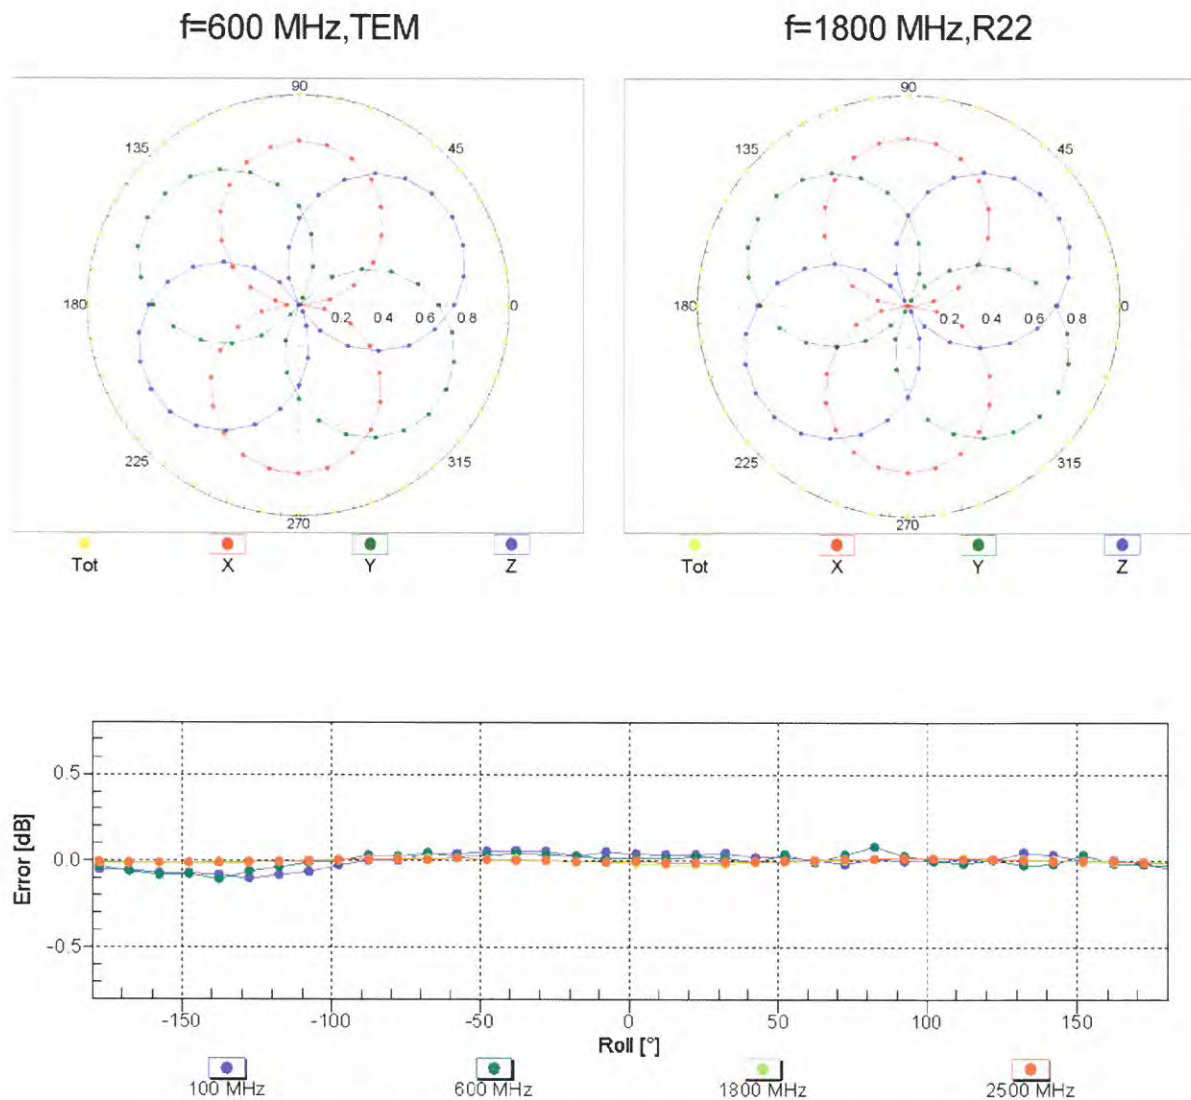 f=600 MHz,TEM
f=1800 MHz,R22
90
135
45
180
0
0.2 0.4 0.6 0.8
225
315
270
Tot X Y Z
90
135
45
180
0
0.2 0.4 0.6 0.8
225
315
270
Tot X Y Z
0.5
0.0
-0.5
Error [dB]
-150 -100 -50 0 50 100 150
Roll [°]
100 MHz 600 MHz 1800 MHz 2500 MHz